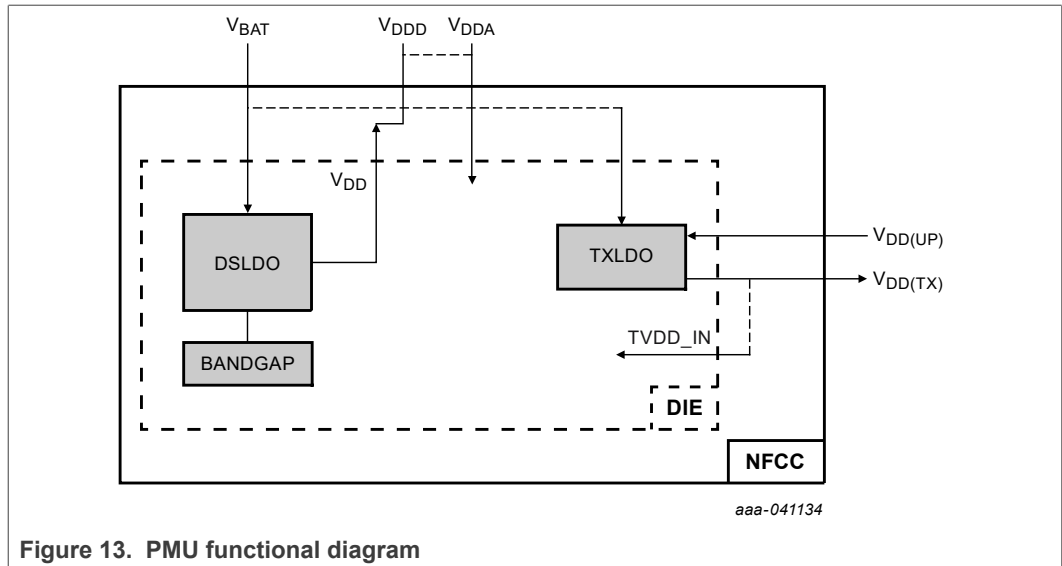 VBAT VDDD VDDA
VDD
DSLDO
TXLDO
VDD(UP)
VDD(TX)
TVDD_IN
BANDGAP
DIE
NFCC
aaa-041134
Figure 13. PMU functional diagram